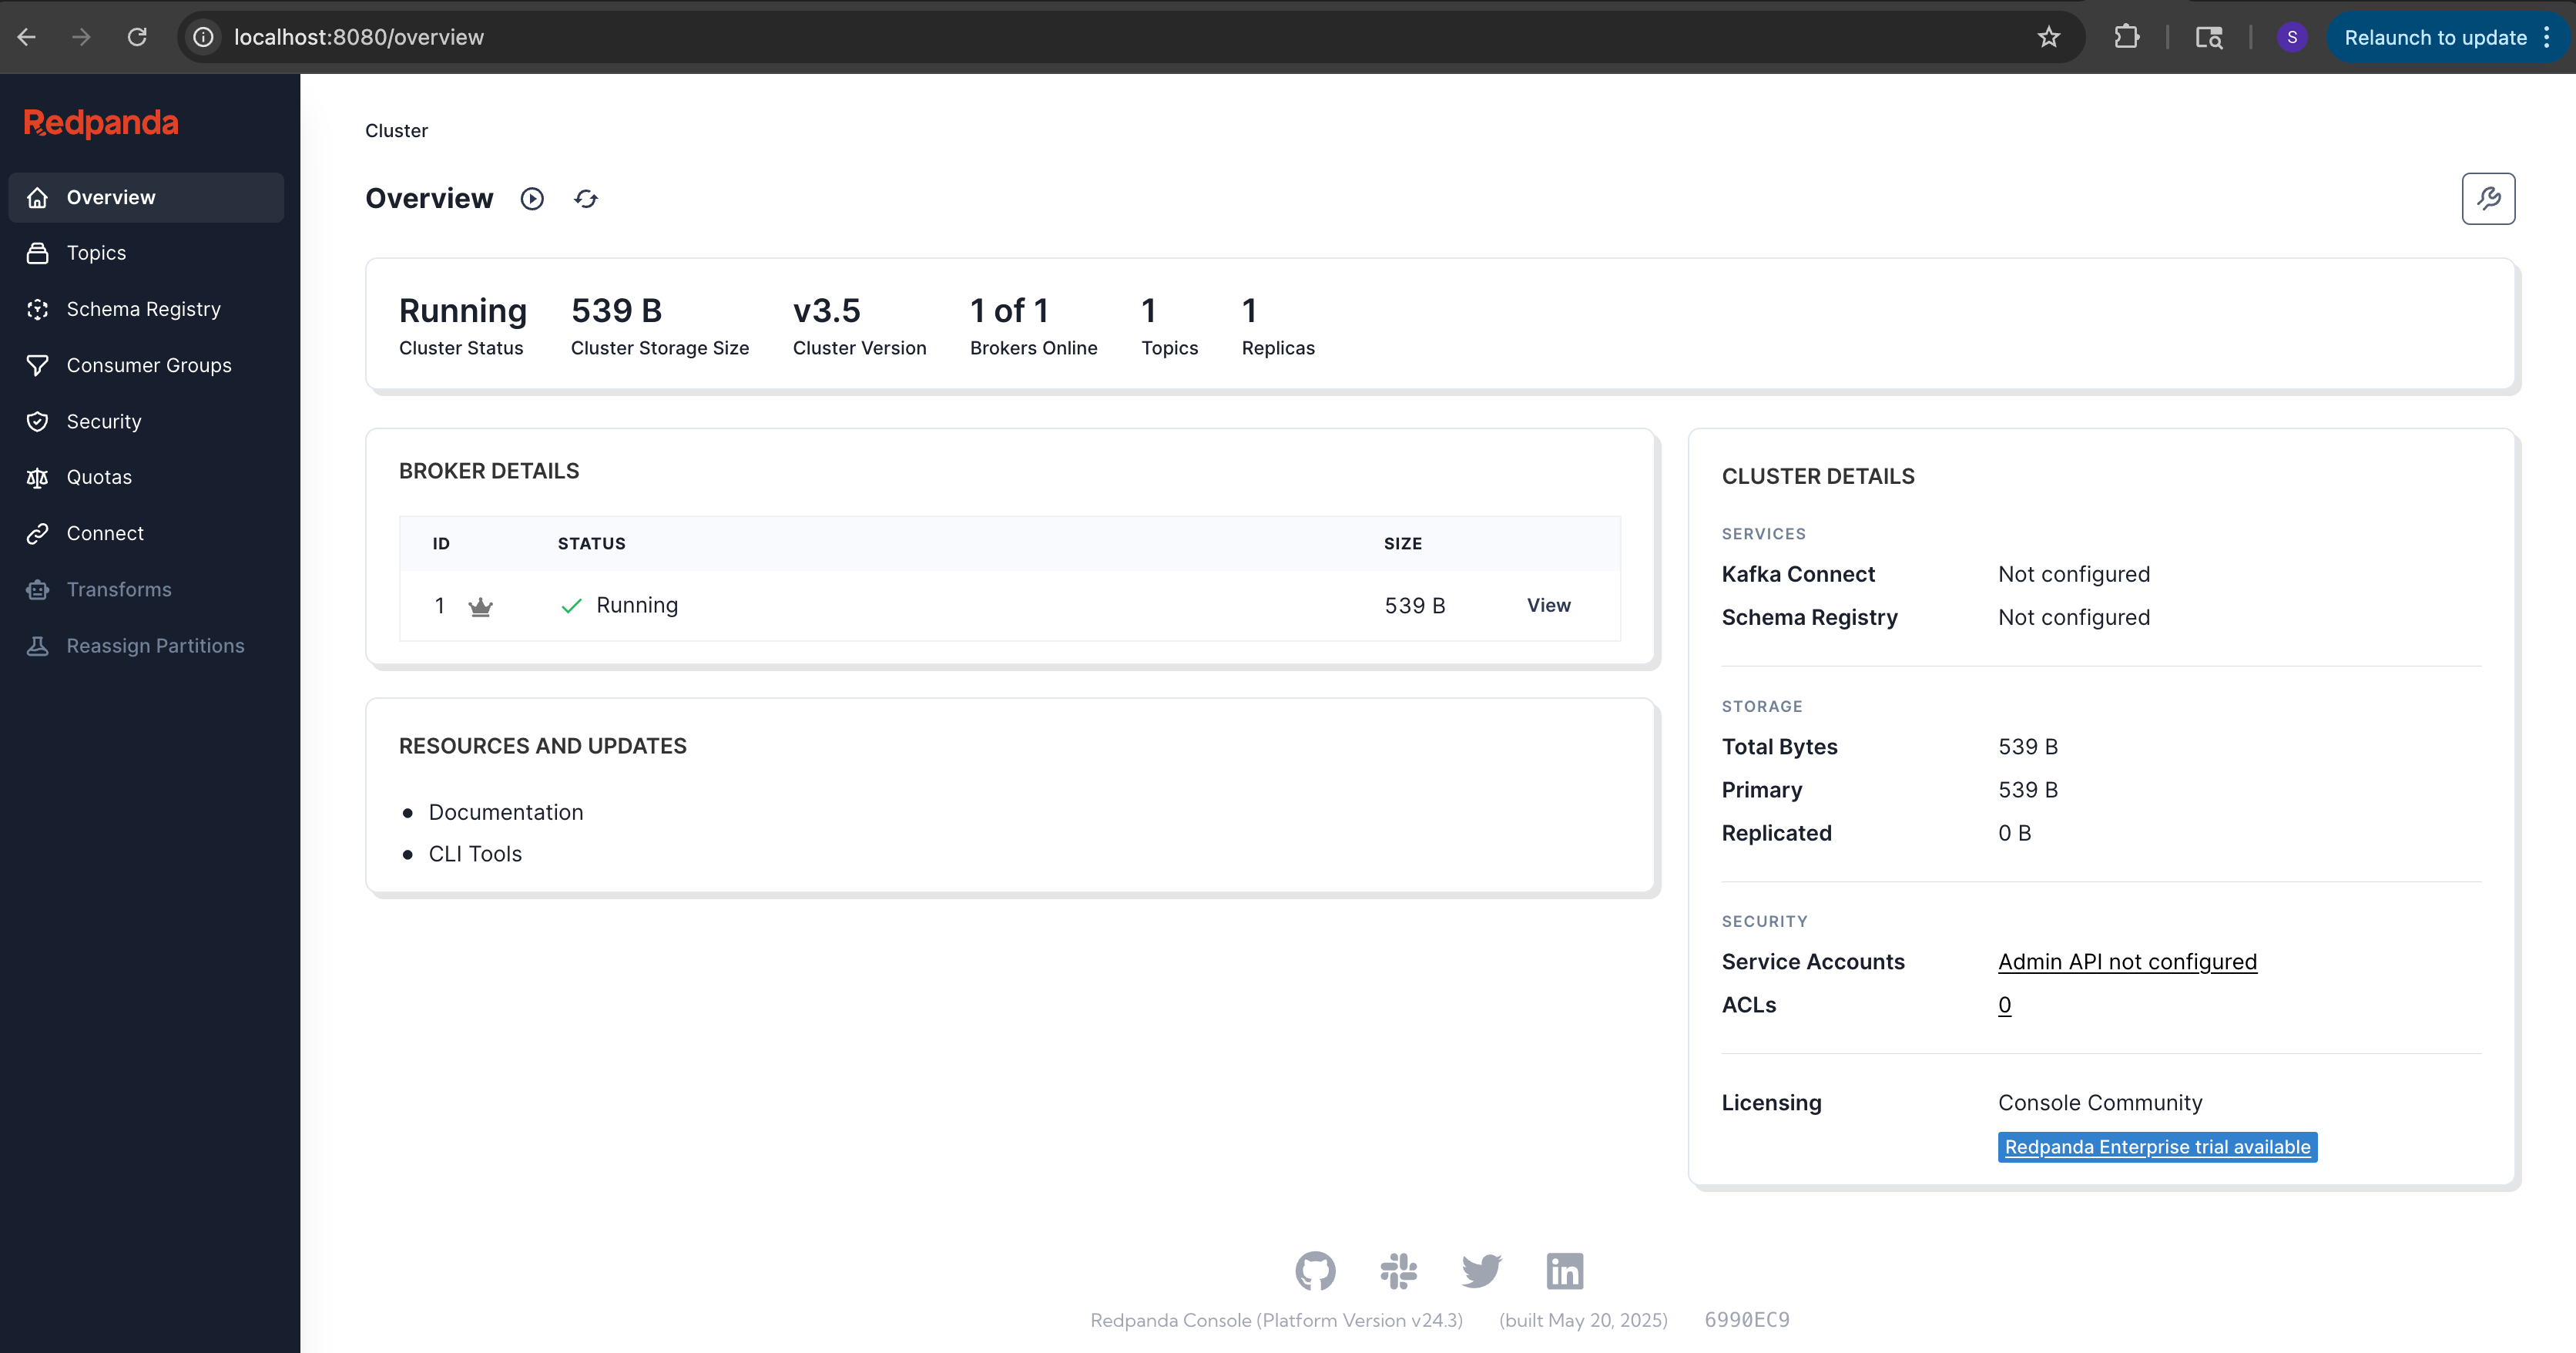 localhost:8080/overview
S
Relaunch to update
Redpanda
Overview
Topics
Schema Registry
Consumer Groups
Security
Quotas
Connect
Transforms
Reassign Partitions
Cluster
Overview
Running 539 B v3.5 1 of 1 1 1
Cluster Status Cluster Storage Size Cluster Version Brokers Online Topics Replicas
BROKER DETAILS
ID STATUS SIZE
1 Running 539 B View
RESOURCES AND UPDATES
Documentation
CLI Tools
CLUSTER DETAILS
SERVICES
Kafka Connect Not configured
Schema Registry Not configured
STORAGE
Total Bytes 539 B
Primary 539 B
Replicated 0 B
SECURITY
Service Accounts Admin API not configured
ACLs 0
Licensing Console Community
Redpanda Enterprise trial available
in
Redpanda Console (Platform Version v24.3) (built May 20, 2025) 6990EC9